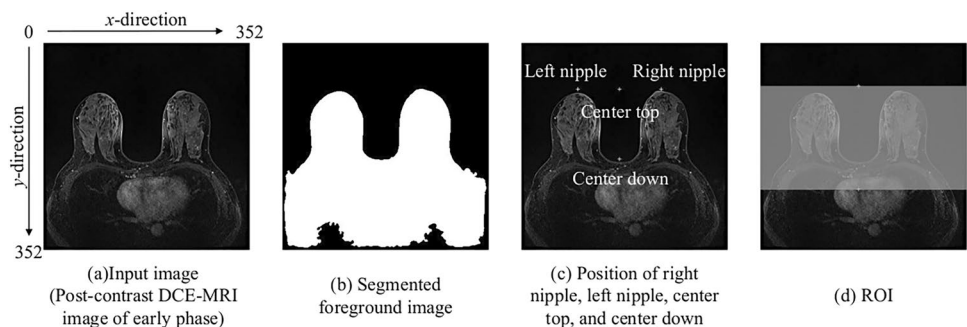 x-direction
0
352
y-direction
352
Left nipple
Right nipple
Center top
Center down
(a)Input image
(Post-contrast DCE-MRI
image of early phase)
(b) Segmented
foreground image
(c) Position of right
nipple, left nipple, center
top, and center down
(d) ROI